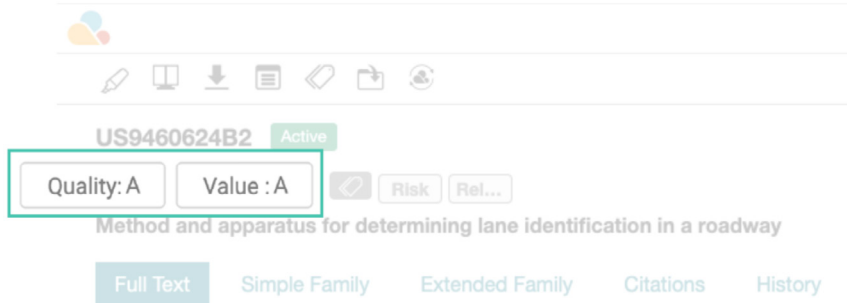 US9460624B2 Active
Quality: A Value : A Risk Rel...
Method and apparatus for determining lane identification in a roadway
Full Text Simple Family Extended Family Citations History